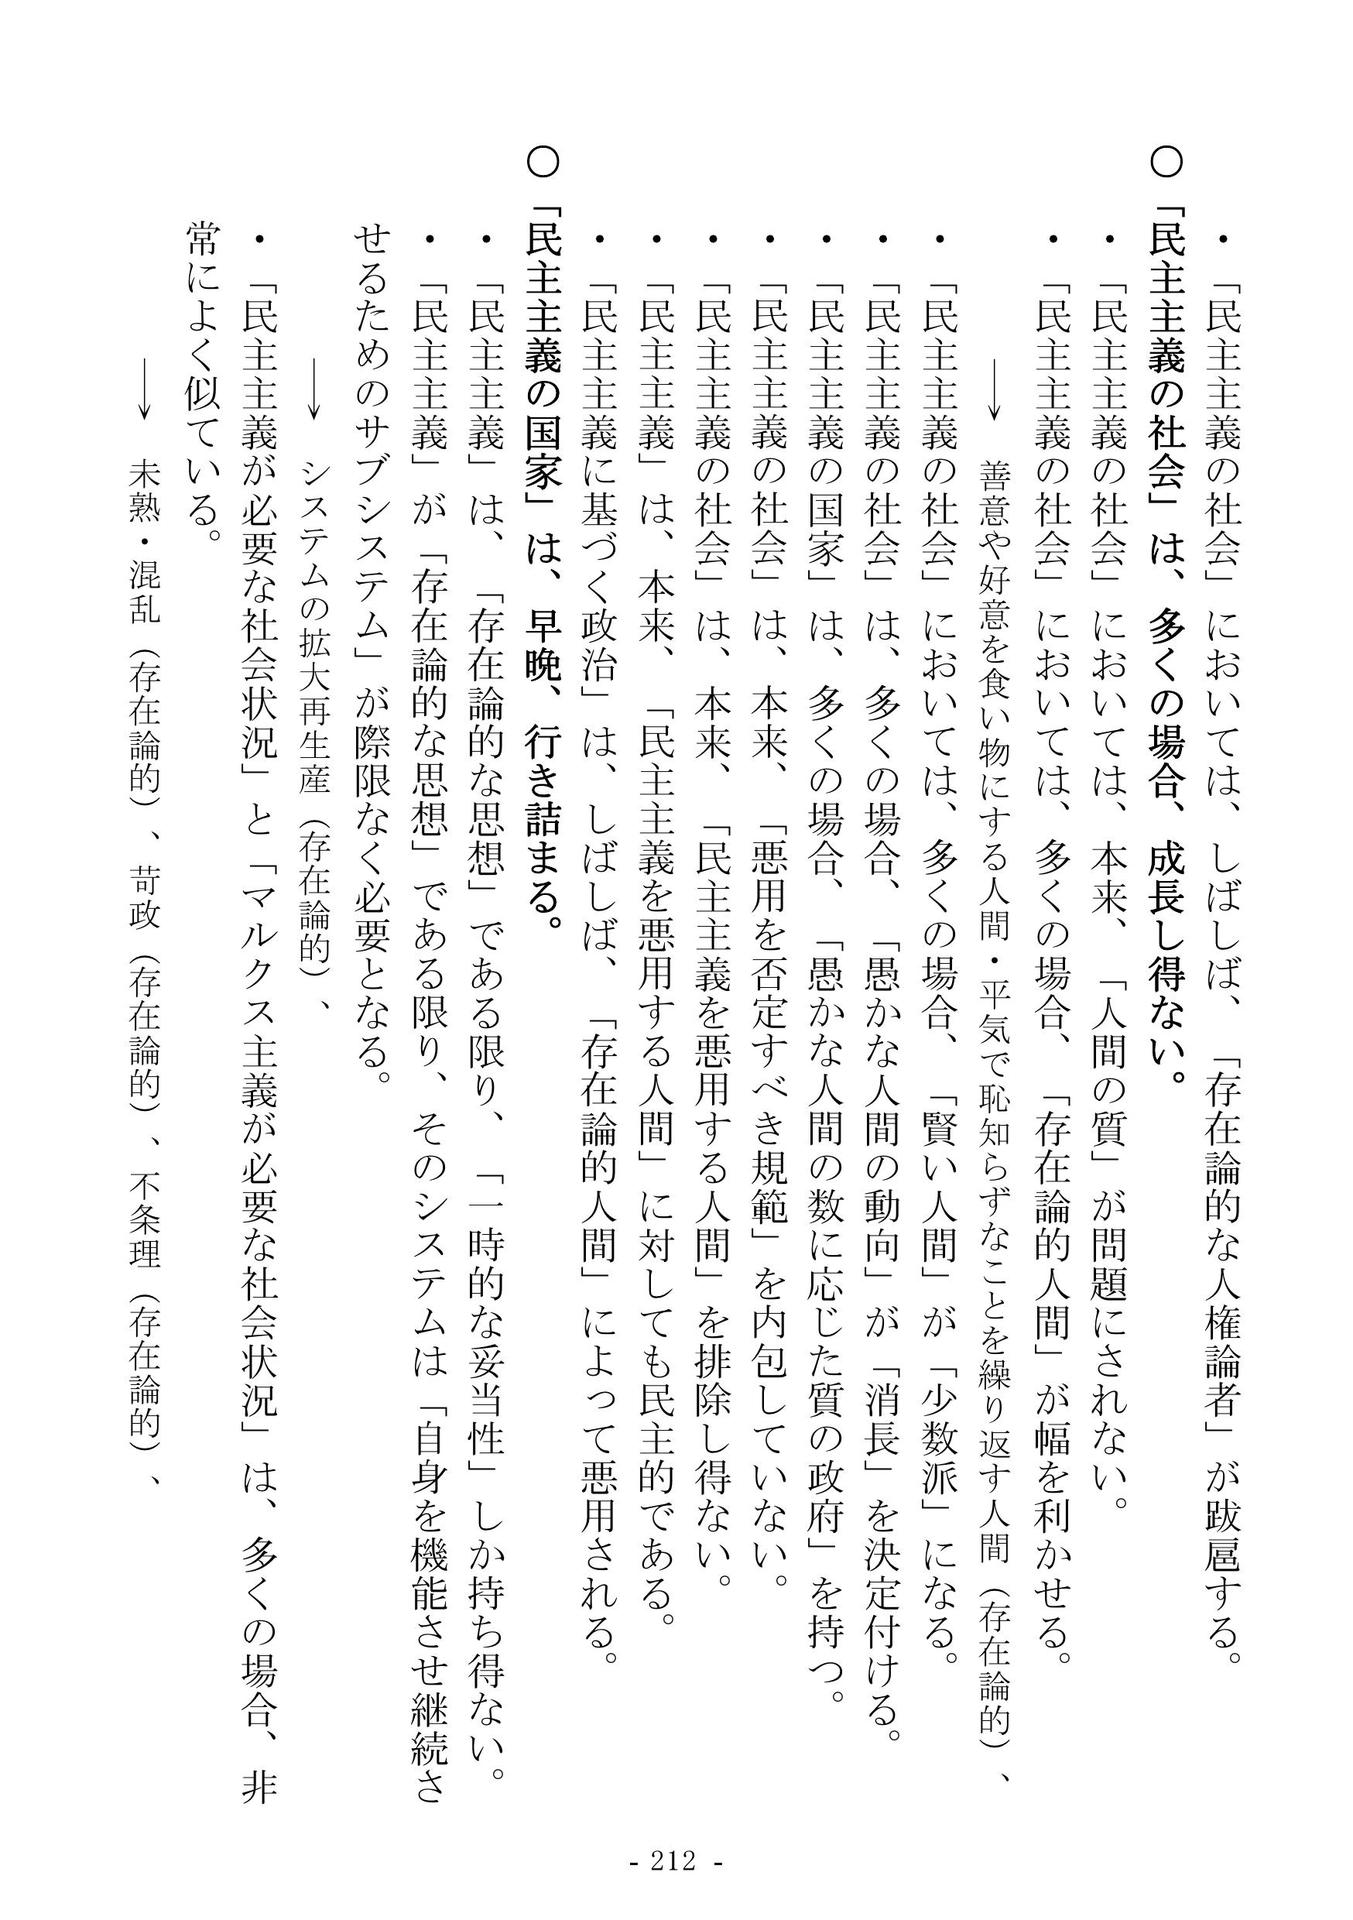 ・「民主主義の社会」においては、しばしば、「存在論的な人権論者」が跋扈する。
〇「民主主義の社会」は、多くの場合、成長し得ない。
・「民主主義の社会」においては、本来、「人間の質」が問題にされない。
・「民主主義の社会」においては、多くの場合、「存在論的人間」が幅を利かせる。
→ 善意や好意を食い物にする人間・平気で恥知らずなことを繰り返す人間（存在論的）、
・「民主主義の社会」においては、多くの場合、「賢い人間」が「少数派」になる。
・「民主主義の社会」は、多くの場合、「愚かな人間の動向」が「消長」を決定付ける。
・「民主主義の国家」は、多くの場合、「愚かな人間の数に応じた質の政府」を持つ。
・「民主主義の社会」は、本来、「悪用を否定すべき規範」を内包していない。
・「民主主義の社会」は、本来、「民主主義を悪用する人間」を排除し得ない。
・「民主主義」は、本来、「民主主義を悪用する人間」に対しても民主的である。
・「民主主義に基づく政治」は、しばしば、「存在論的人間」によって悪用される。
〇「民主主義の国家」は、早晩、行き詰まる。
・「民主主義」は、「存在論的な思想」である限り、「一時的な妥当性」しか持ち得ない。
・「民主主義」が「存在論的な思想」である限り、そのシステムは「自身を機能させ継続さ
せるためのサブシステム」が際限なく必要となる。
→ システムの拡大再生産（存在論的）、
・「民主主義が必要な社会状況」と「マルクス主義が必要な社会状況」は、多くの場合、非
常によく似ている。
→ 未熟・混乱（存在論的）、苛政（存在論的）、不条理（存在論的）、
- 212 -